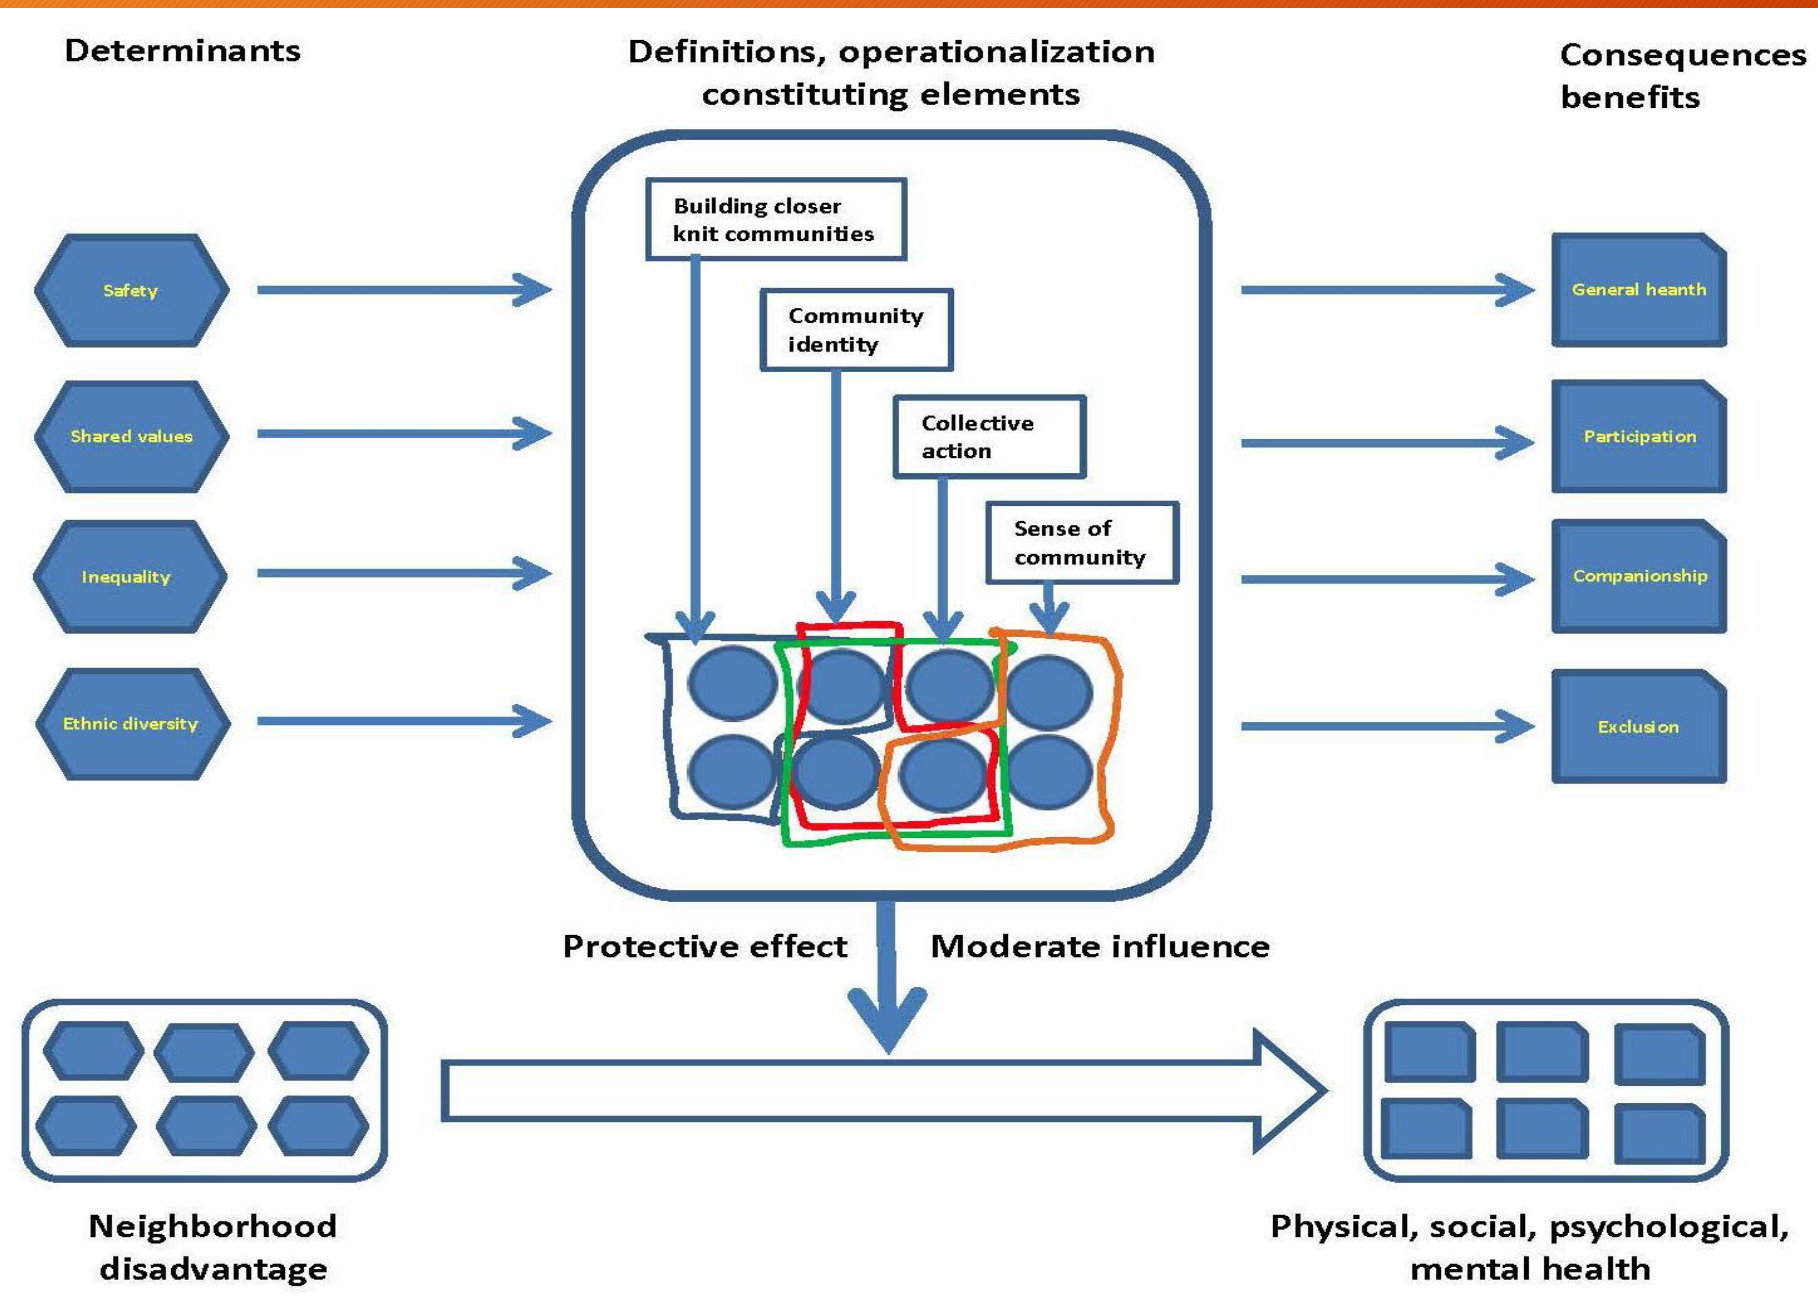 Determinants
Definitions, operationalization
constituting elements
Consequences
benefits
Building closer
knit communities
Community
identity
Collective
action
Sense of
community
Safety
Shared values
Inequality
Ethnic diversity
General heanth
Participation
Companionship
Exclusion
Protective effect
Moderate influence
Neighborhood
disadvantage
Physical, social, psychological,
mental health